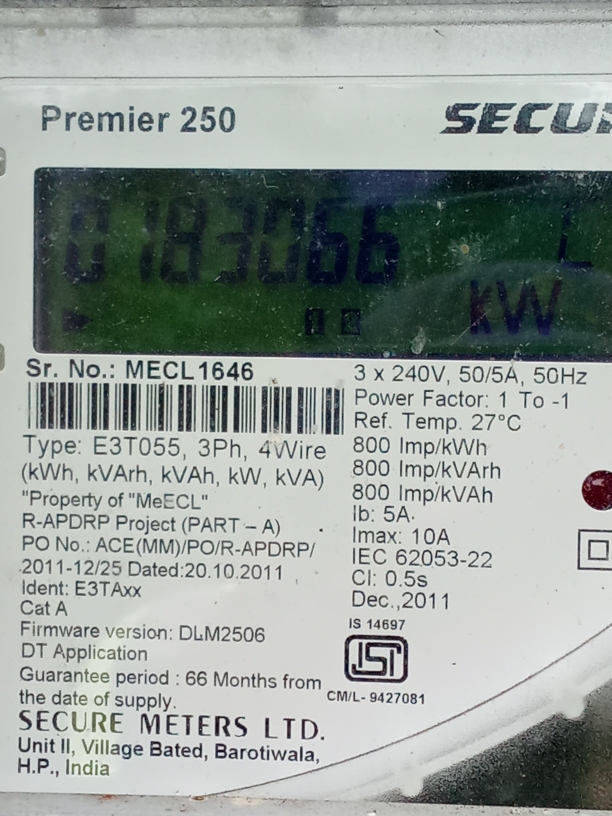 Premier 250
SECURE
0183066 L
kW
1 2
Sr. No.: MECL1646
Type: E3T055, 3Ph, 4Wire
(kWh, kVArh, kVAh, kW, kVA)
"Property of "MeECL"
R-APDRP Project (PART – A)
PO No.: ACE(MM)/PO/R-APDRP/
2011-12/25 Dated:20.10.2011
Ident: E3TAxx
Cat A
Firmware version: DLM2506
DT Application
Guarantee period : 66 Months from
the date of supply.
SECURE METERS LTD.
Unit II, Village Bated, Barotiwala,
H.P., India
3 x 240V, 50/5A, 50Hz
Power Factor: 1 To -1
Ref. Temp. 27°C
800 Imp/kWh
800 Imp/kVArh
800 Imp/kVAh
Ib: 5A
Imax: 10A
IEC 62053-22
Cl: 0.5s
Dec.,2011
IS 14697
ISI
CM/L- 9427081